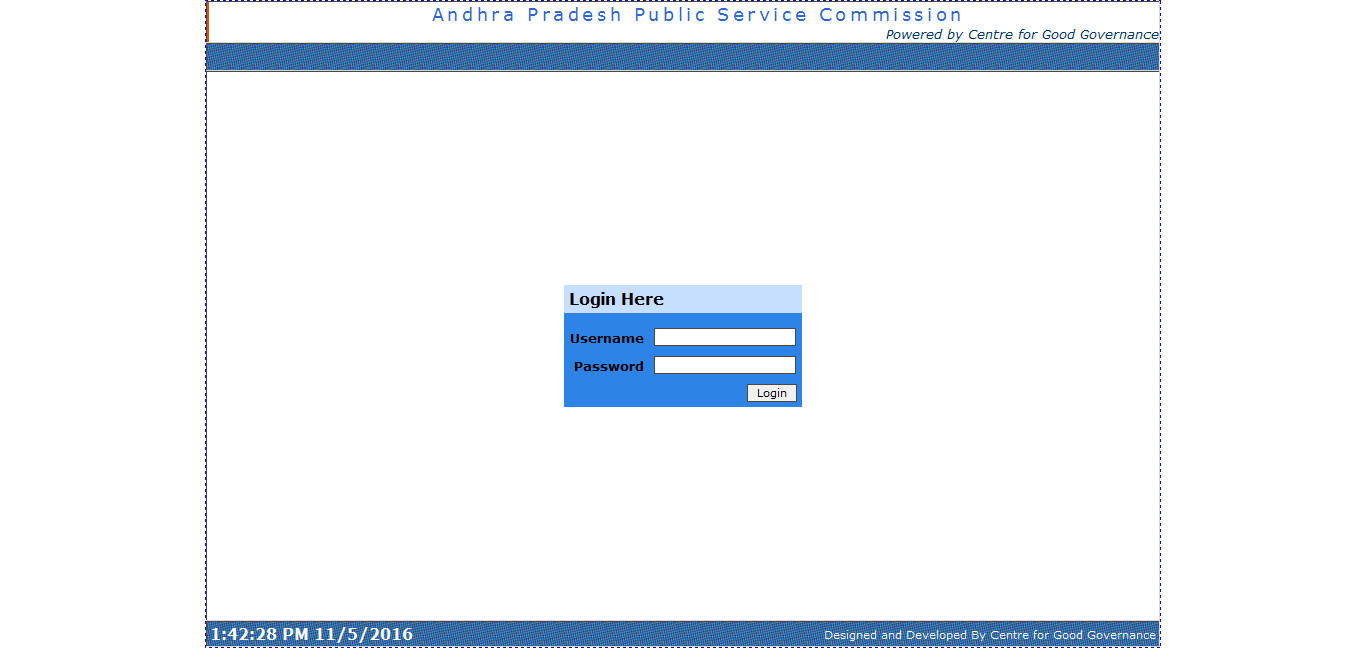 Andhra Pradesh Public Service Commission
Powered by Centre for Good Governance
Login Here
Username
Password
Login
1:42:28 PM 11/5/2016
Designed and Developed By Centre for Good Governance